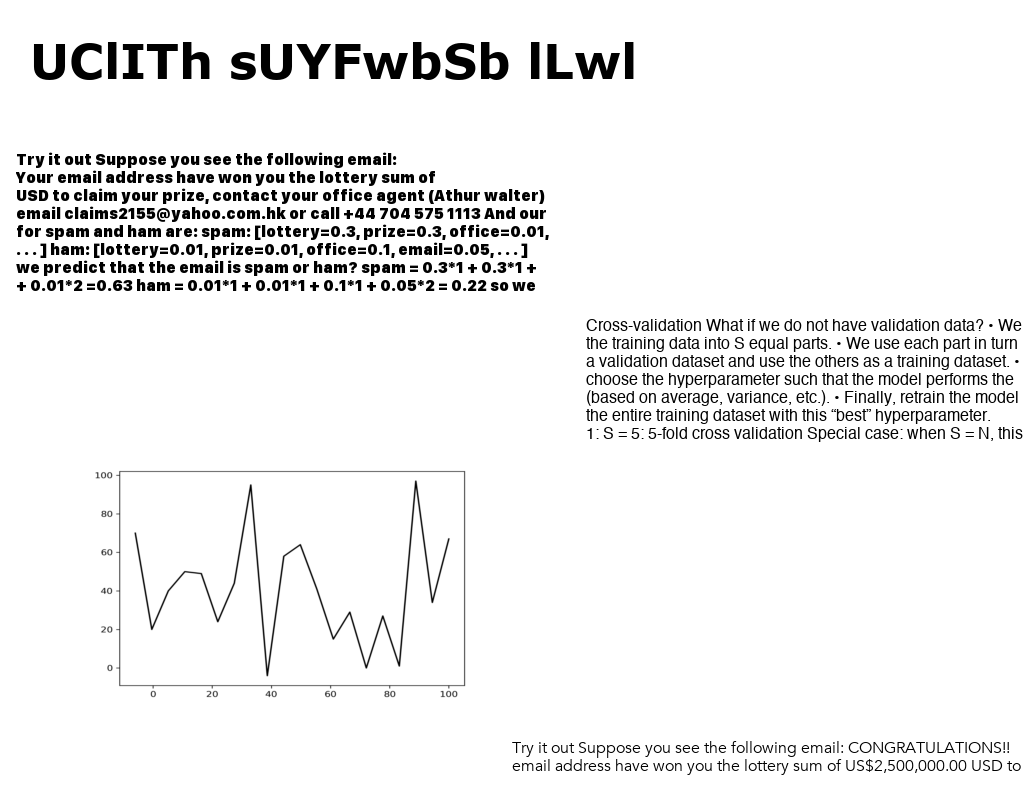 UClITh sUYFwbSb lLwl
Try it out Suppose you see the following email:
Your email address have won you the lottery sum of
USD to claim your prize, contact your office agent (Athur walter)
email claims2155@yahoo.com.hk or call +44 704 575 1113 And our
for spam and ham are: spam: [lottery=0.3, prize=0.3, office=0.01,
. . . ] ham: [lottery=0.01, prize=0.01, office=0.1, email=0.05, . . . ]
we predict that the email is spam or ham? spam = 0.3*1 + 0.3*1 +
+ 0.01*2 =0.63 ham = 0.01*1 + 0.01*1 + 0.1*1 + 0.05*2 = 0.22 so we
Cross-validation What if we do not have validation data? • We
the training data into S equal parts. • We use each part in turn
a validation dataset and use the others as a training dataset. •
choose the hyperparameter such that the model performs the
(based on average, variance, etc.). • Finally, retrain the model
the entire training dataset with this “best” hyperparameter.
1: S = 5: 5-fold cross validation Special case: when S = N, this
100
80
60
40
20
0
0 20 40 60 80 100
Try it out Suppose you see the following email: CONGRATULATIONS!!
email address have won you the lottery sum of US$2,500,000.00 USD to